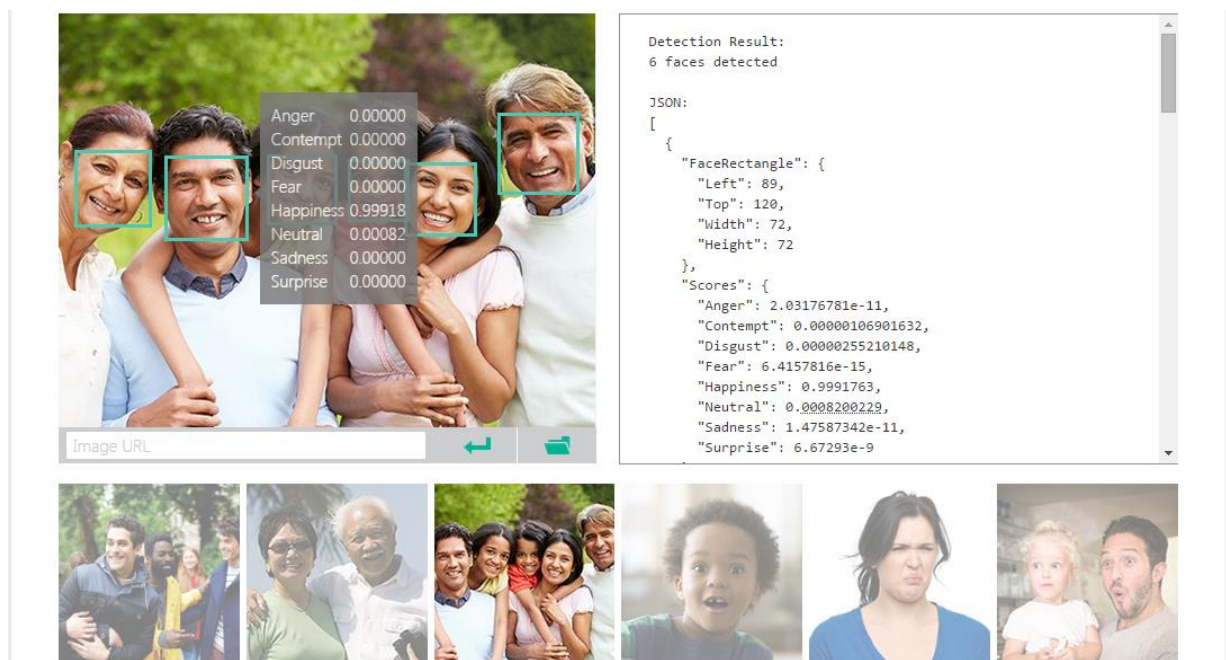 Anger 0.00000
Contempt 0.00000
Disgust 0.00000
Fear 0.00000
Happiness 0.99918
Neutral 0.00082
Sadness 0.00000
Surprise 0.00000
Image URL
Detection Result:
6 faces detected
JSON:
[
{
"FaceRectangle": {
"Left": 89,
"Top": 120,
"Width": 72,
"Height": 72
},
"Scores": {
"Anger": 2.03176781e-11,
"Contempt": 0.00000106901632,
"Disgust": 0.00000255210148,
"Fear": 6.4157816e-15,
"Happiness": 0.9991763,
"Neutral": 0.0008200229,
"Sadness": 1.47587342e-11,
"Surprise": 6.67293e-9